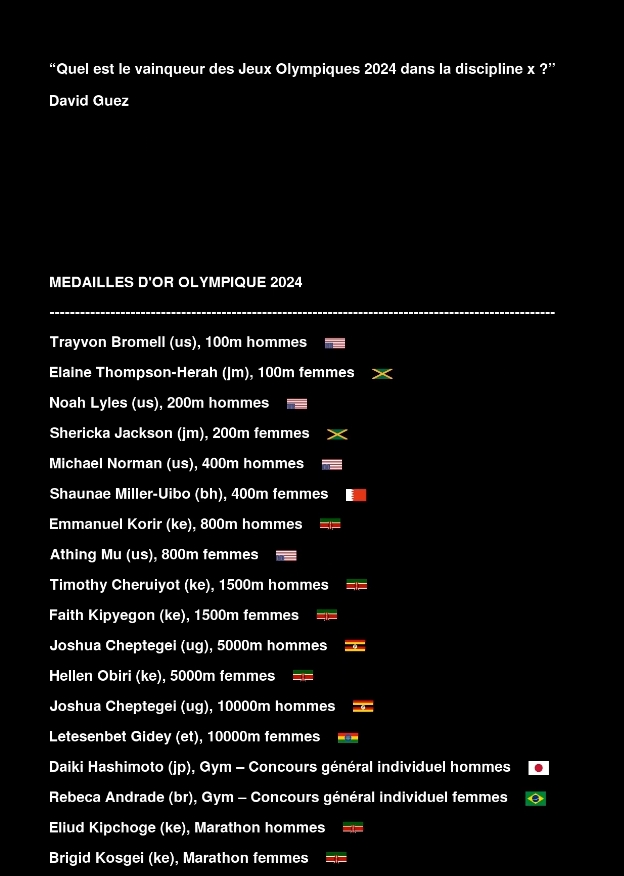 “Quel est le vainqueur des Jeux Olympiques 2024 dans la discipline x ?’’
David Guez
MEDAILLES D'OR OLYMPIQUE 2024
-----------------------------------------------------------------------------------------------------
Trayvon Bromell (us), 100m hommes
Elaine Thompson-Herah (jm), 100m femmes
Noah Lyles (us), 200m hommes
Shericka Jackson (jm), 200m femmes
Michael Norman (us), 400m hommes
Shaunae Miller-Uibo (bh), 400m femmes
Emmanuel Korir (ke), 800m hommes
Athing Mu (us), 800m femmes
Timothy Cheruiyot (ke), 1500m hommes
Faith Kipyegon (ke), 1500m femmes
Joshua Cheptegei (ug), 5000m hommes
Hellen Obiri (ke), 5000m femmes
Joshua Cheptegei (ug), 10000m hommes
Letesenbet Gidey (et), 10000m femmes
Daiki Hashimoto (jp), Gym – Concours général individuel hommes
Rebeca Andrade (br), Gym – Concours général individuel femmes
Eliud Kipchoge (ke), Marathon hommes
Brigid Kosgei (ke), Marathon femmes